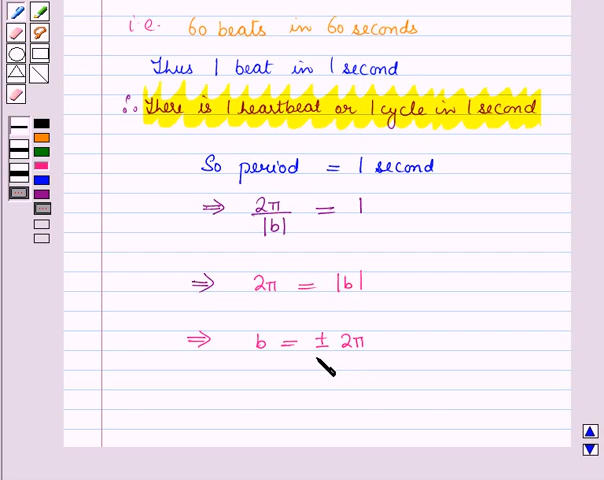 i.e. 60 beats in 60 seconds
Thus 1 beat in 1 second
∴ There is 1 heartbeat or 1 cycle in 1 second
So period = 1 second
⇒ 2π/|b| = 1
⇒ 2π = |b|
⇒ b = ± 2π